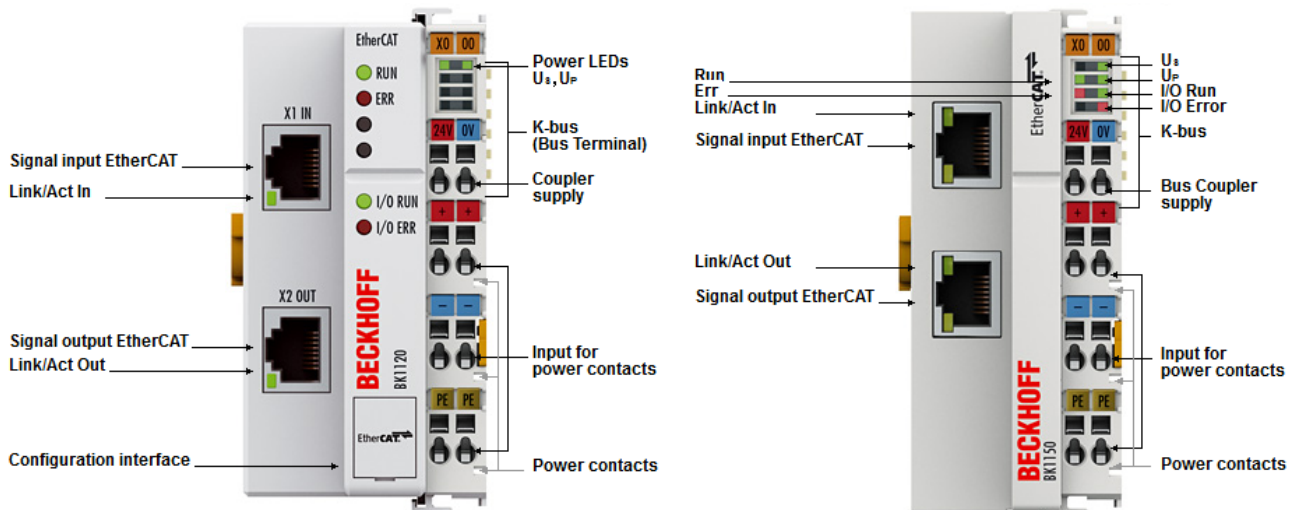 EtherCAT
X0 00
RUN
ERR
X1 IN
24V 0V
I/O RUN
I/O ERR
+ +
X2 OUT
BECKHOFF
BK1120
− −
PE PE
EtherCAT
Signal input EtherCAT
Link/Act In
Signal output EtherCAT
Link/Act Out
Configuration interface
Power LEDs
Us, UP
K-bus
(Bus Terminal)
Coupler
supply
Input for
power contacts
Power contacts
Run
Err
Link/Act In
Signal input EtherCAT
Link/Act Out
Signal output EtherCAT
EtherCAT
X0 00
24V 0V
+ +
− −
PE PE
BECKHOFF
BK1150
Us
UP
I/O Run
I/O Error
K-bus
Bus Coupler
supply
Input for
power contacts
Power contacts